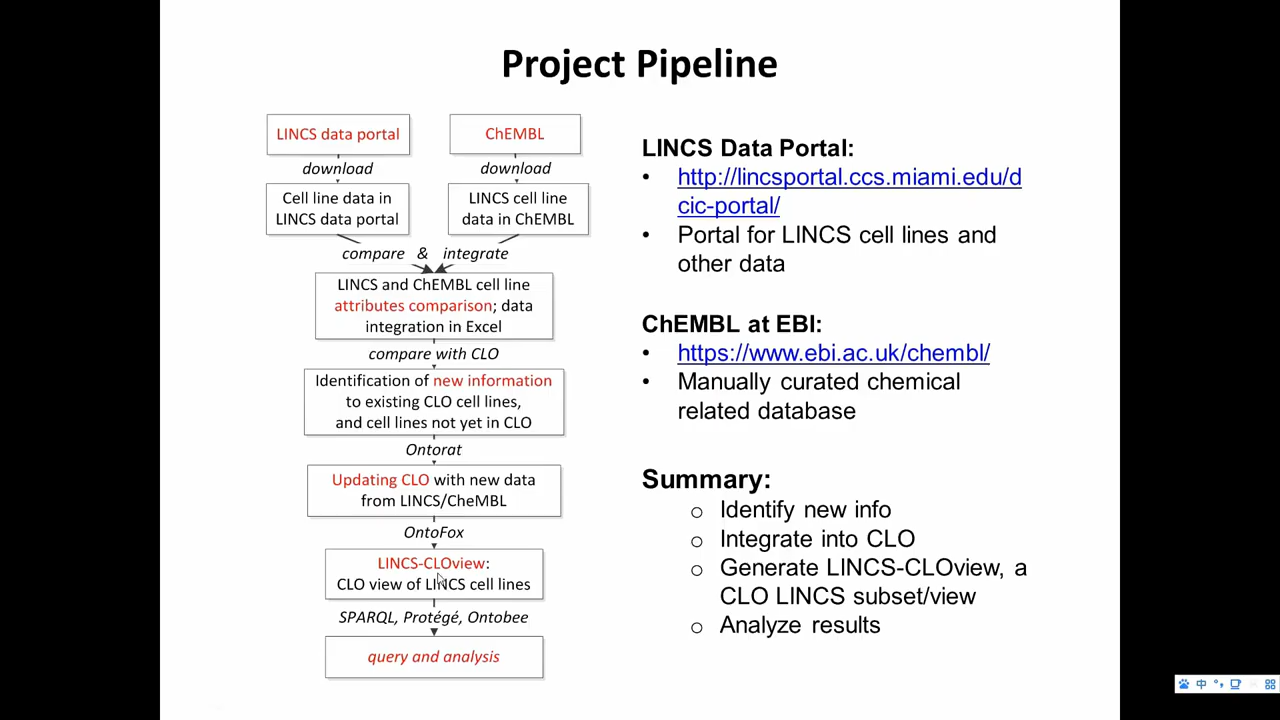 Project Pipeline
LINCS data portal
ChEMBL
download
download
Cell line data in
LINCS data portal
LINCS cell line
data in ChEMBL
compare & integrate
LINCS and ChEMBL cell line
attributes comparison; data
integration in Excel
compare with CLO
Identification of new information
to existing CLO cell lines,
and cell lines not yet in CLO
Ontorat
Updating CLO with new data
from LINCS/CheMBL
OntoFox
LINCS-CLOview:
CLO view of LINCS cell lines
SPARQL, Protégé, Ontobee
query and analysis
LINCS Data Portal:
• http://lincsportal.ccs.miami.edu/d
cic-portal/
• Portal for LINCS cell lines and
other data
ChEMBL at EBI:
• https://www.ebi.ac.uk/chembl/
• Manually curated chemical
related database
Summary:
o Identify new info
o Integrate into CLO
o Generate LINCS-CLOview, a
CLO LINCS subset/view
o Analyze results
中